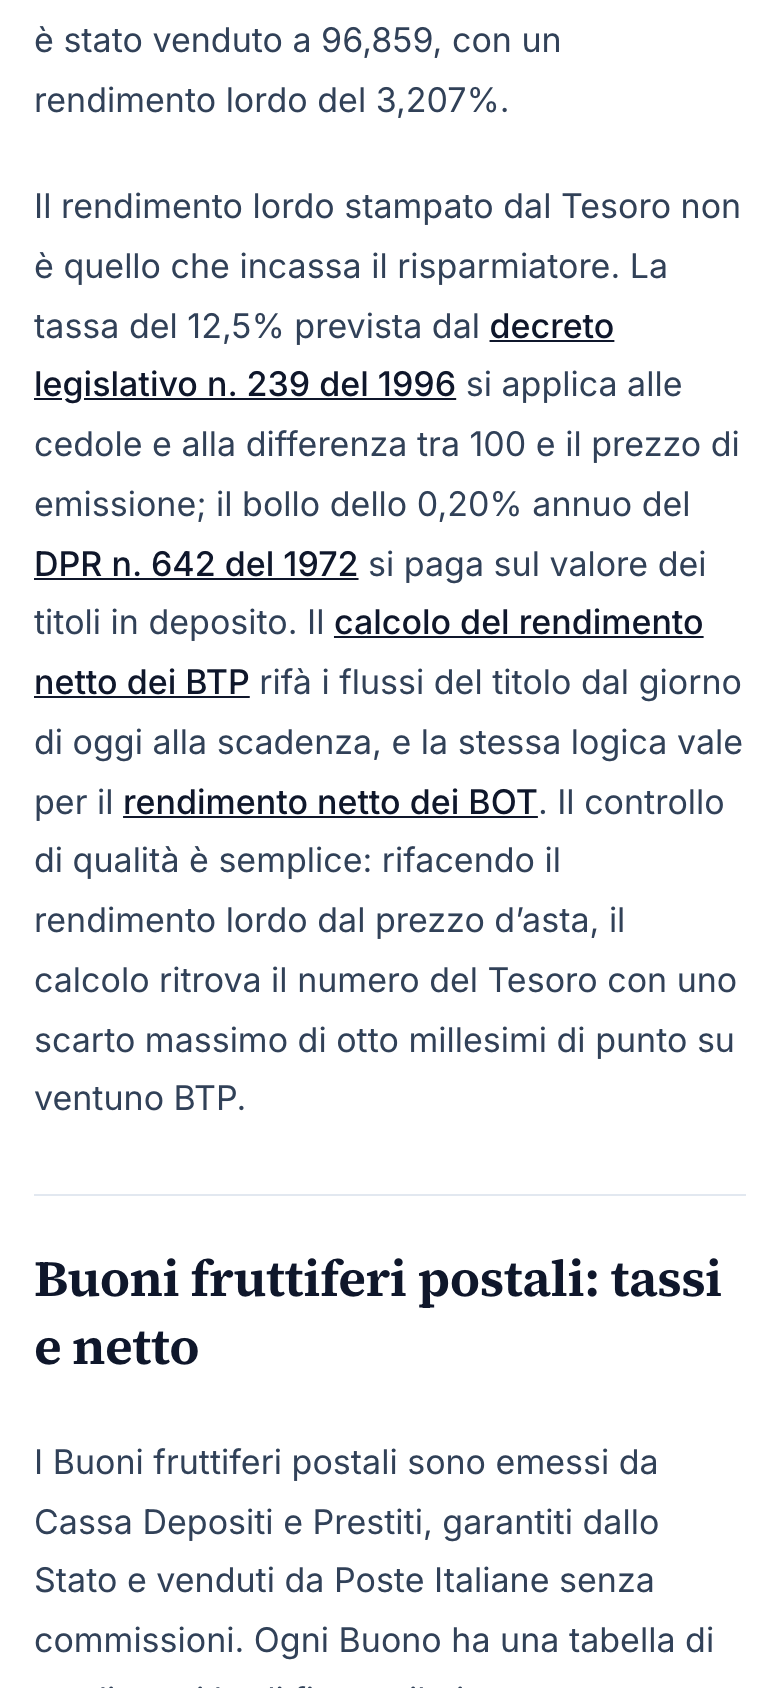 è stato venduto a 96,859, con un
rendimento lordo del 3,207%.
Il rendimento lordo stampato dal Tesoro non
è quello che incassa il risparmiatore. La
tassa del 12,5% prevista dal decreto
legislativo n. 239 del 1996 si applica alle
cedole e alla differenza tra 100 e il prezzo di
emissione; il bollo dello 0,20% annuo del
DPR n. 642 del 1972 si paga sul valore dei
titoli in deposito. Il calcolo del rendimento
netto dei BTP rifà i flussi del titolo dal giorno
di oggi alla scadenza, e la stessa logica vale
per il rendimento netto dei BOT. Il controllo
di qualità è semplice: rifacendo il
rendimento lordo dal prezzo d’asta, il
calcolo ritrova il numero del Tesoro con uno
scarto massimo di otto millesimi di punto su
ventuno BTP.
Buoni fruttiferi postali: tassi
e netto
I Buoni fruttiferi postali sono emessi da
Cassa Depositi e Prestiti, garantiti dallo
Stato e venduti da Poste Italiane senza
commissioni. Ogni Buono ha una tabella di